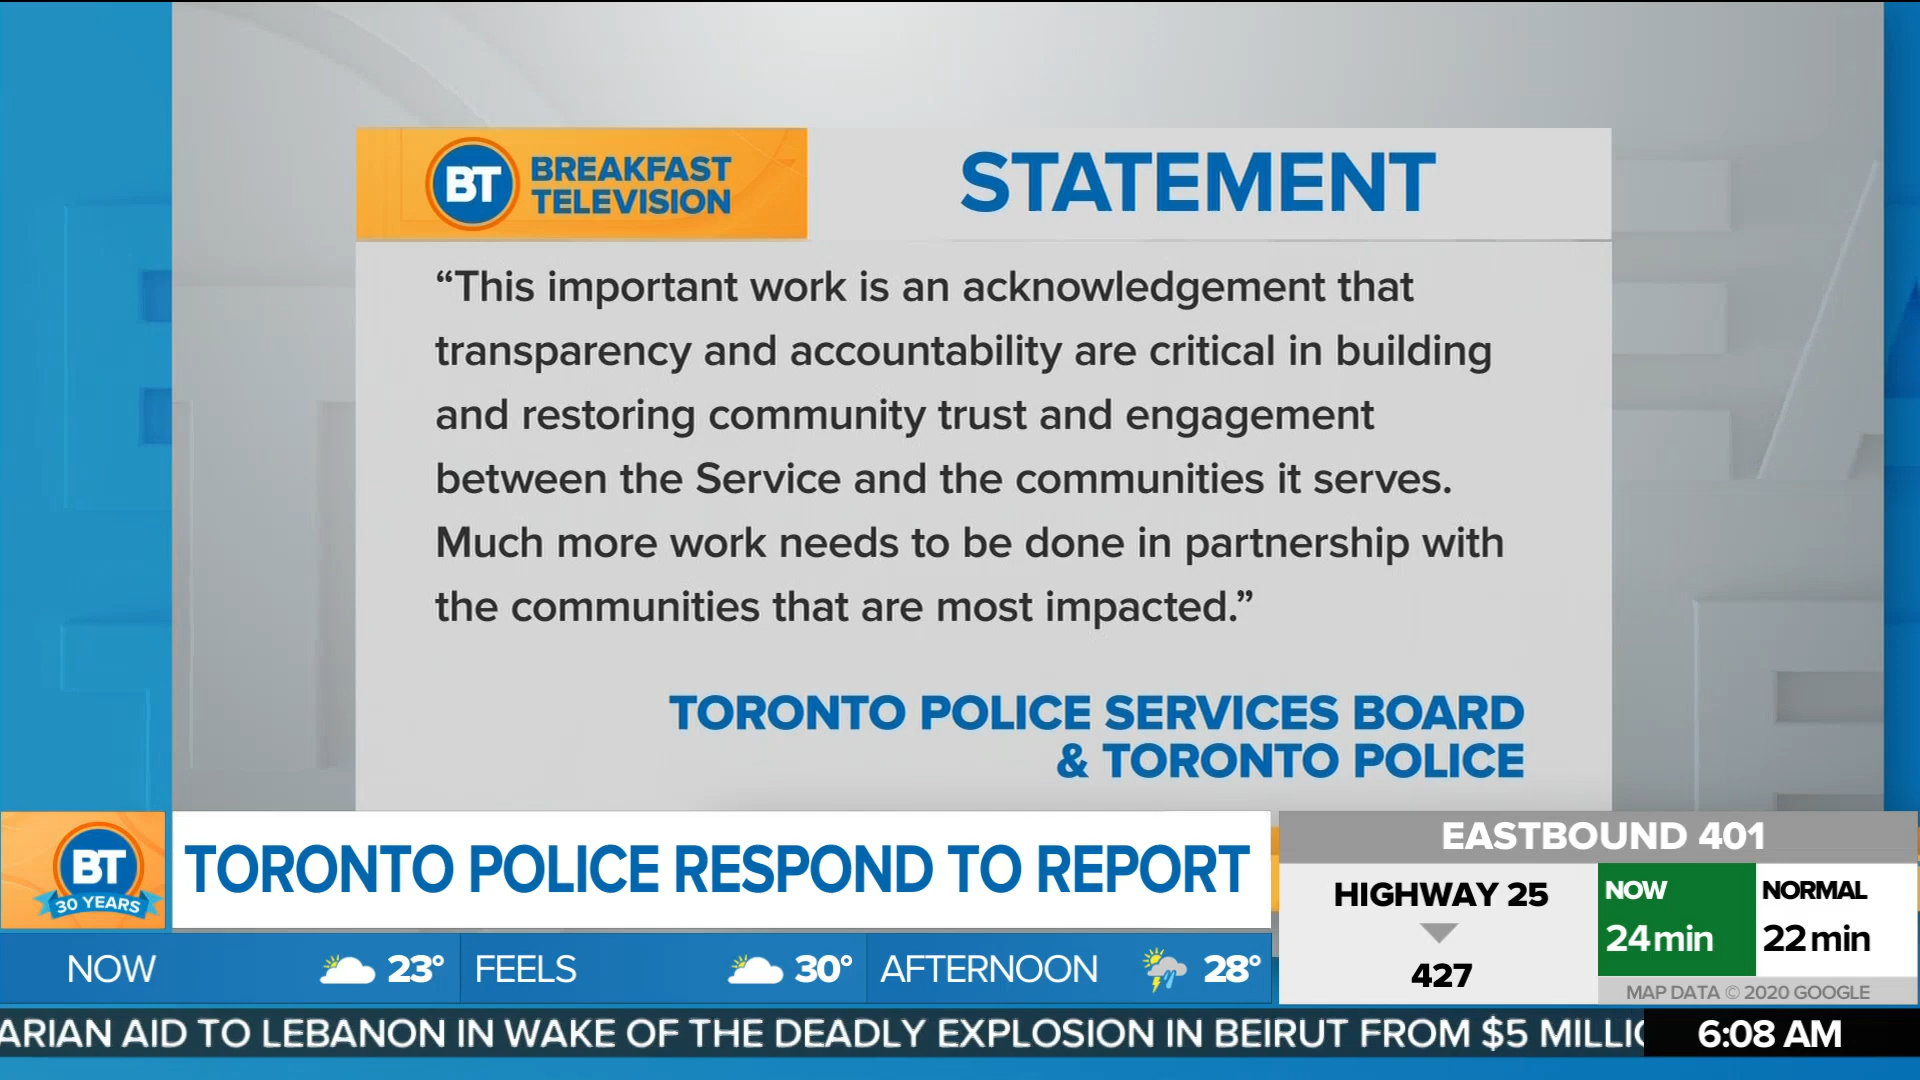 BT BREAKFAST
TELEVISION
STATEMENT
“This important work is an acknowledgement that
transparency and accountability are critical in building
and restoring community trust and engagement
between the Service and the communities it serves.
Much more work needs to be done in partnership with
the communities that are most impacted.”
TORONTO POLICE SERVICES BOARD
& TORONTO POLICE
BT
30 YEARS
TORONTO POLICE RESPOND TO REPORT
EASTBOUND 401
HIGHWAY 25
427
NOW
24 min
NORMAL
22 min
MAP DATA © 2020 GOOGLE
NOW 23° FEELS 30° AFTERNOON 28°
ARIAN AID TO LEBANON IN WAKE OF THE DEADLY EXPLOSION IN BEIRUT FROM $5 MILLI
6:08 AM